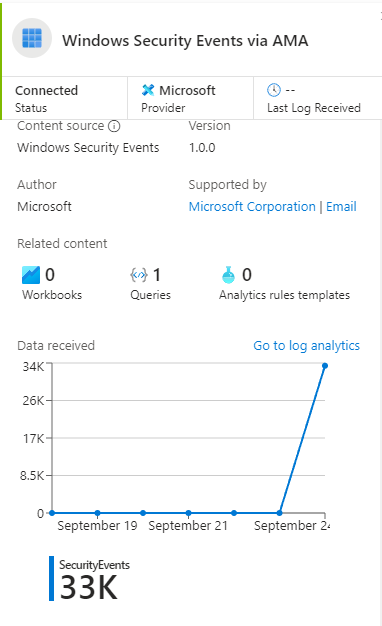 Windows Security Events via AMA
Connected
Status
Microsoft
Provider
--
Last Log Received
Content source
Version
Windows Security Events
1.0.0
Author
Supported by
Microsoft
Microsoft Corporation | Email
Related content
0
Workbooks
1
Queries
0
Analytics rules templates
Data received
Go to log analytics
34K
26K
17K
8.5K
0
September 19
September 21
September 24
SecurityEvents
33K